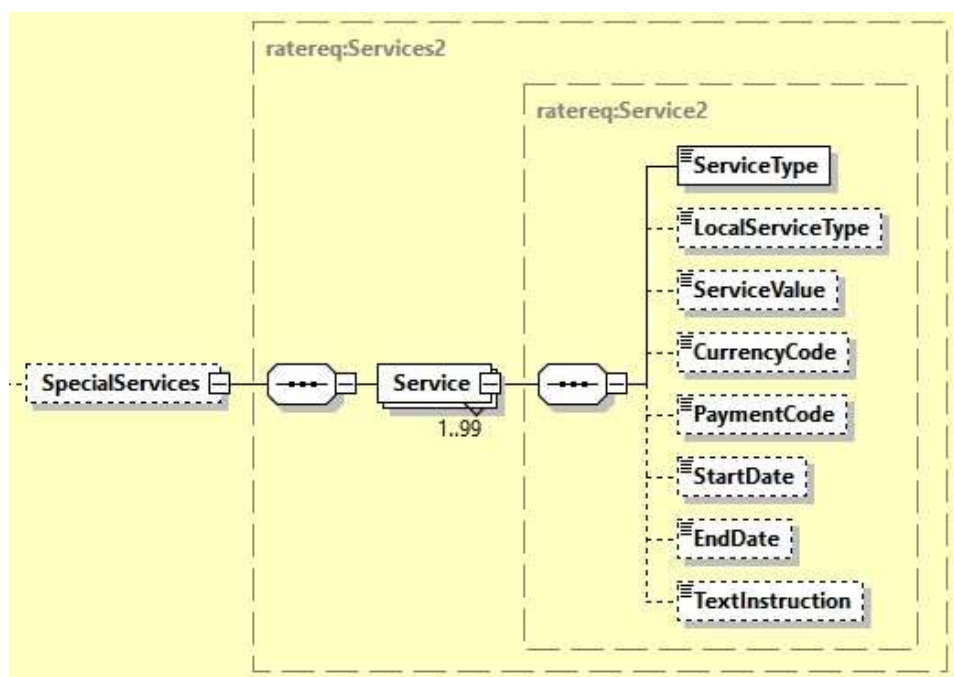 ratereq:Services2
ratereq:Service2
ServiceType
LocalServiceType
ServiceValue
CurrencyCode
SpecialServices
Service
1..99
PaymentCode
StartDate
EndDate
TextInstruction